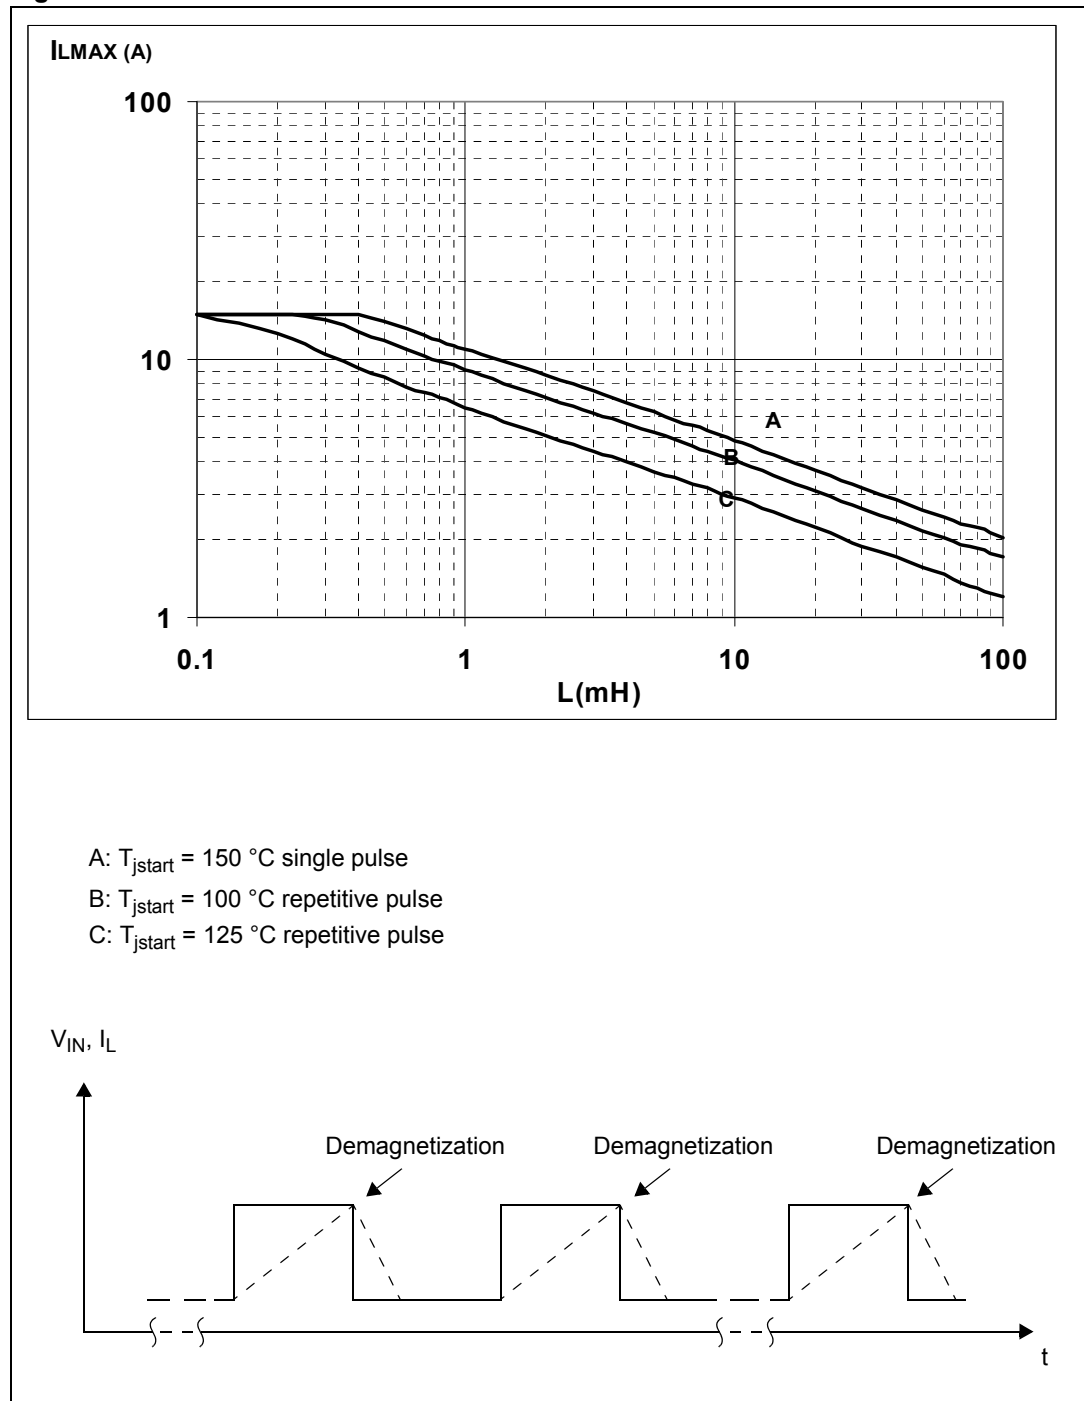 ILMAX (A)
100
10
1
A
B
C
0.1 1 10 100
L(mH)
A: Tjstart = 150 °C single pulse
B: Tjstart = 100 °C repetitive pulse
C: Tjstart = 125 °C repetitive pulse
VIN, IL
Demagnetization Demagnetization Demagnetization
t